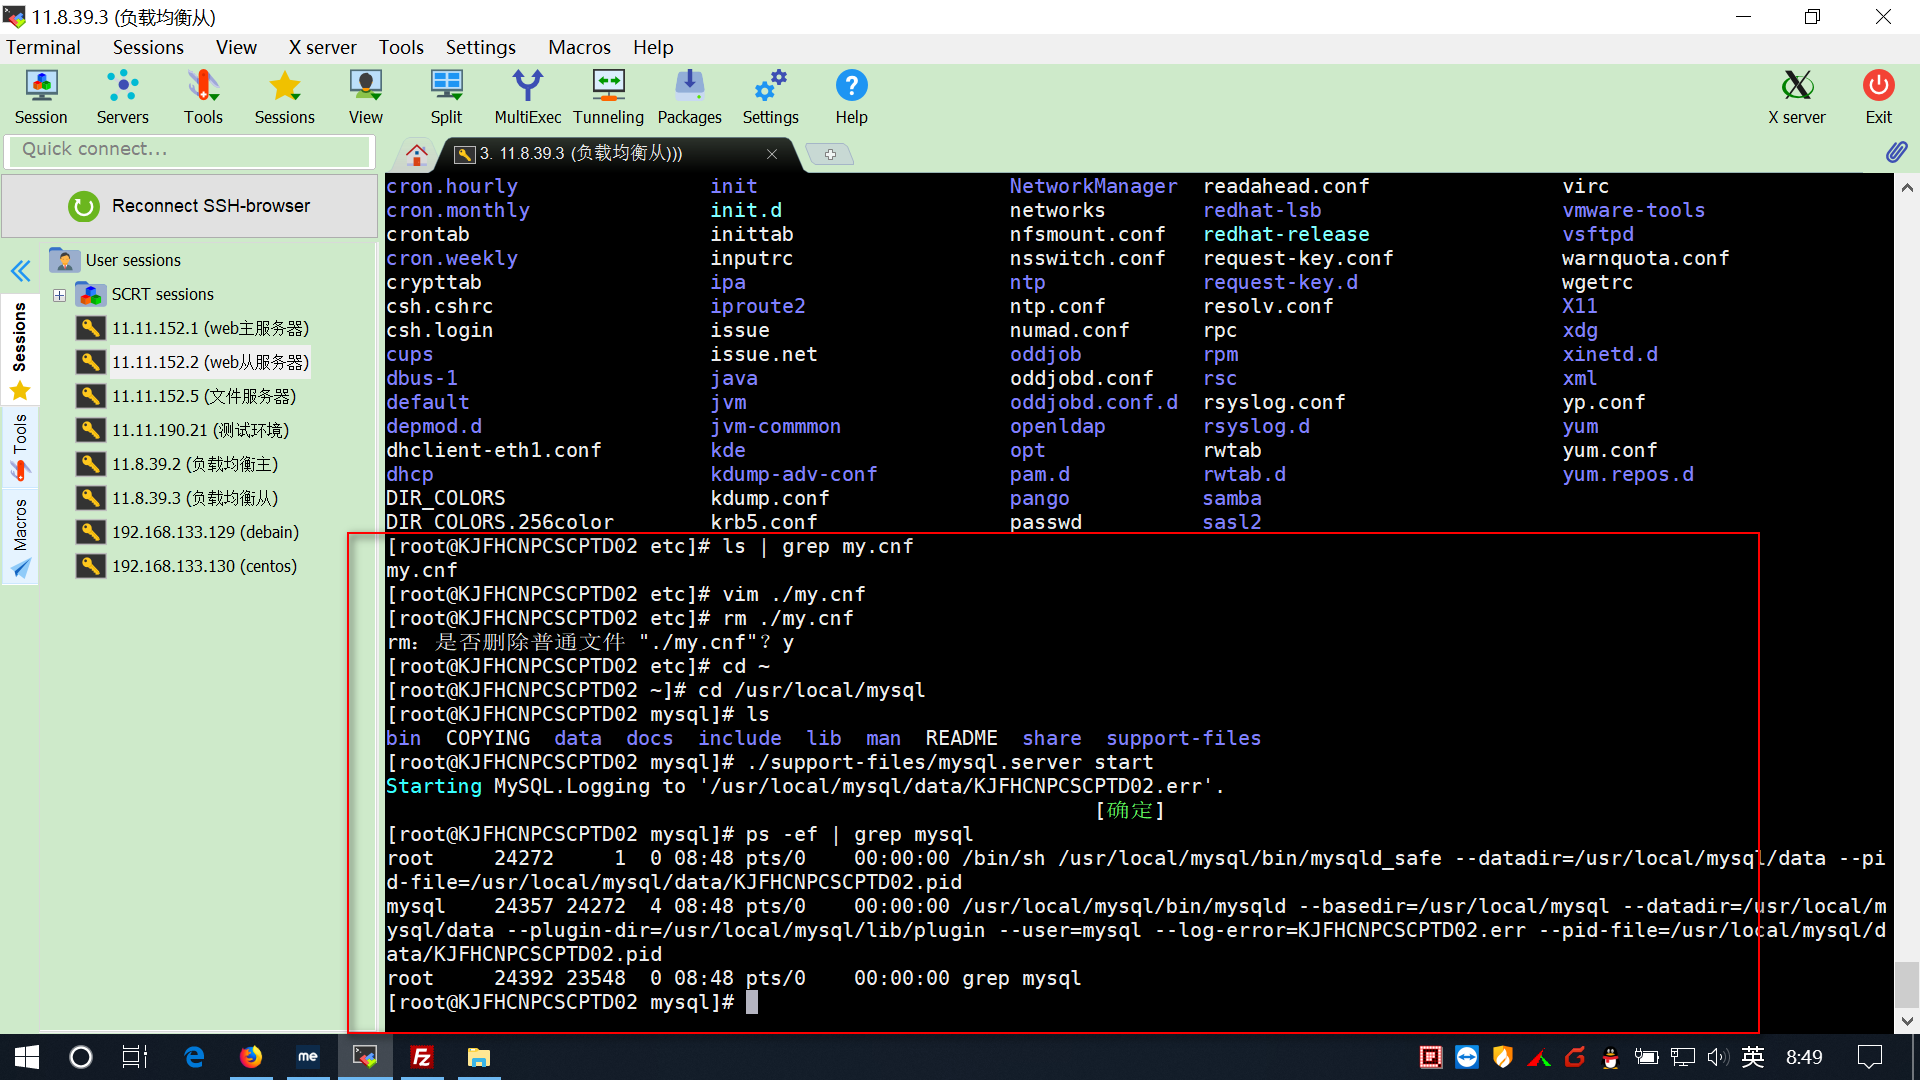 11.8.39.3 (负载均衡从)
Terminal Sessions View X server Tools Settings Macros Help
Session Servers Tools Sessions View Split MultiExec Tunneling Packages Settings Help X server Exit
Quick connect...
3. 11.8.39.3 (负载均衡从)))
Reconnect SSH-browser
Sessions
Tools
Macros
User sessions
SCRT sessions
11.11.152.1 (web主服务器)
11.11.152.2 (web从服务器)
11.11.152.5 (文件服务器)
11.11.190.21 (测试环境)
11.8.39.2 (负载均衡主)
11.8.39.3 (负载均衡从)
192.168.133.129 (debain)
192.168.133.130 (centos)
cron.hourly init NetworkManager readahead.conf virc
cron.monthly init.d networks redhat-lsb vmware-tools
crontab inittab nfsmount.conf redhat-release vsftpd
cron.weekly inputrc nsswitch.conf request-key.conf warnquota.conf
crypttab ipa ntp request-key.d wgetrc
csh.cshrc iproute2 ntp.conf resolv.conf X11
csh.login issue numad.conf rpc xdg
cups issue.net oddjob rpm xinetd.d
dbus-1 java oddjobd.conf rsc xml
default jvm oddjobd.conf.d rsyslog.conf yp.conf
depmod.d jvm-commmon openldap rsyslog.d yum
dhclient-eth1.conf kde opt rwtab yum.conf
dhcp kdump-adv-conf pam.d rwtab.d yum.repos.d
DIR_COLORS kdump.conf pango samba
DIR_COLORS.256color krb5.conf passwd sasl2
[root@KJFHCNPCSCPTD02 etc]# ls | grep my.cnf
my.cnf
[root@KJFHCNPCSCPTD02 etc]# vim ./my.cnf
[root@KJFHCNPCSCPTD02 etc]# rm ./my.cnf
rm：是否删除普通文件 "./my.cnf"？y
[root@KJFHCNPCSCPTD02 etc]# cd ~
[root@KJFHCNPCSCPTD02 ~]# cd /usr/local/mysql
[root@KJFHCNPCSCPTD02 mysql]# ls
bin COPYING data docs include lib man README share support-files
[root@KJFHCNPCSCPTD02 mysql]# ./support-files/mysql.server start
Starting MySQL.Logging to '/usr/local/mysql/data/KJFHCNPCSCPTD02.err'.
[确定]
[root@KJFHCNPCSCPTD02 mysql]# ps -ef | grep mysql
root 24272 1 0 08:48 pts/0 00:00:00 /bin/sh /usr/local/mysql/bin/mysqld_safe --datadir=/usr/local/mysql/data --pi
d-file=/usr/local/mysql/data/KJFHCNPCSCPTD02.pid
mysql 24357 24272 4 08:48 pts/0 00:00:00 /usr/local/mysql/bin/mysqld --basedir=/usr/local/mysql --datadir=/usr/local/m
ysql/data --plugin-dir=/usr/local/mysql/lib/plugin --user=mysql --log-error=KJFHCNPCSCPTD02.err --pid-file=/usr/local/mysql/d
ata/KJFHCNPCSCPTD02.pid
root 24392 23548 0 08:48 pts/0 00:00:00 grep mysql
[root@KJFHCNPCSCPTD02 mysql]#
me
英
8:49